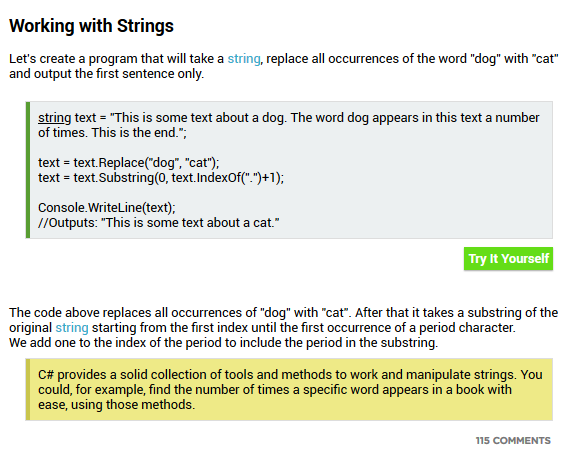 Working with Strings
Let's create a program that will take a string, replace all occurrences of the word "dog" with "cat"
and output the first sentence only.
string text = "This is some text about a dog. The word dog appears in this text a number
of times. This is the end.";
text = text.Replace("dog", "cat");
text = text.Substring(0, text.IndexOf(".")+1);
Console.WriteLine(text);
//Outputs: "This is some text about a cat."
Try It Yourself
The code above replaces all occurrences of "dog" with "cat". After that it takes a substring of the
original string starting from the first index until the first occurrence of a period character.
We add one to the index of the period to include the period in the substring.
C# provides a solid collection of tools and methods to work and manipulate strings. You
could, for example, find the number of times a specific word appears in a book with
ease, using those methods.
115 COMMENTS